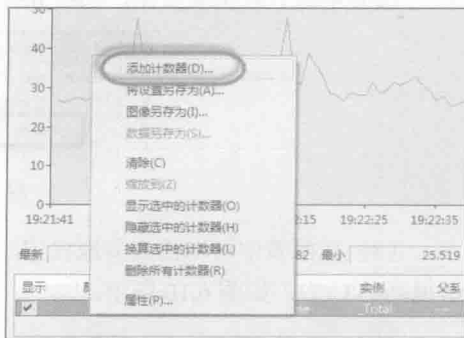 50
40
添加计数器(D)...
将设置另存为(A)...
30
图像另存为(I)...
20
数据另存为(S)...
清除(C)
10
缩放到(Z)
显示选中的计数器(O)
0
隐藏选中的计数器(H)
19:21:41
2:15 19:22:25 19:22:35
换算选中的计数器(L)
最新
82 最小 25.519
删除所有计数器(R)
显示
实例 父系
属性(P)...
_Total ---